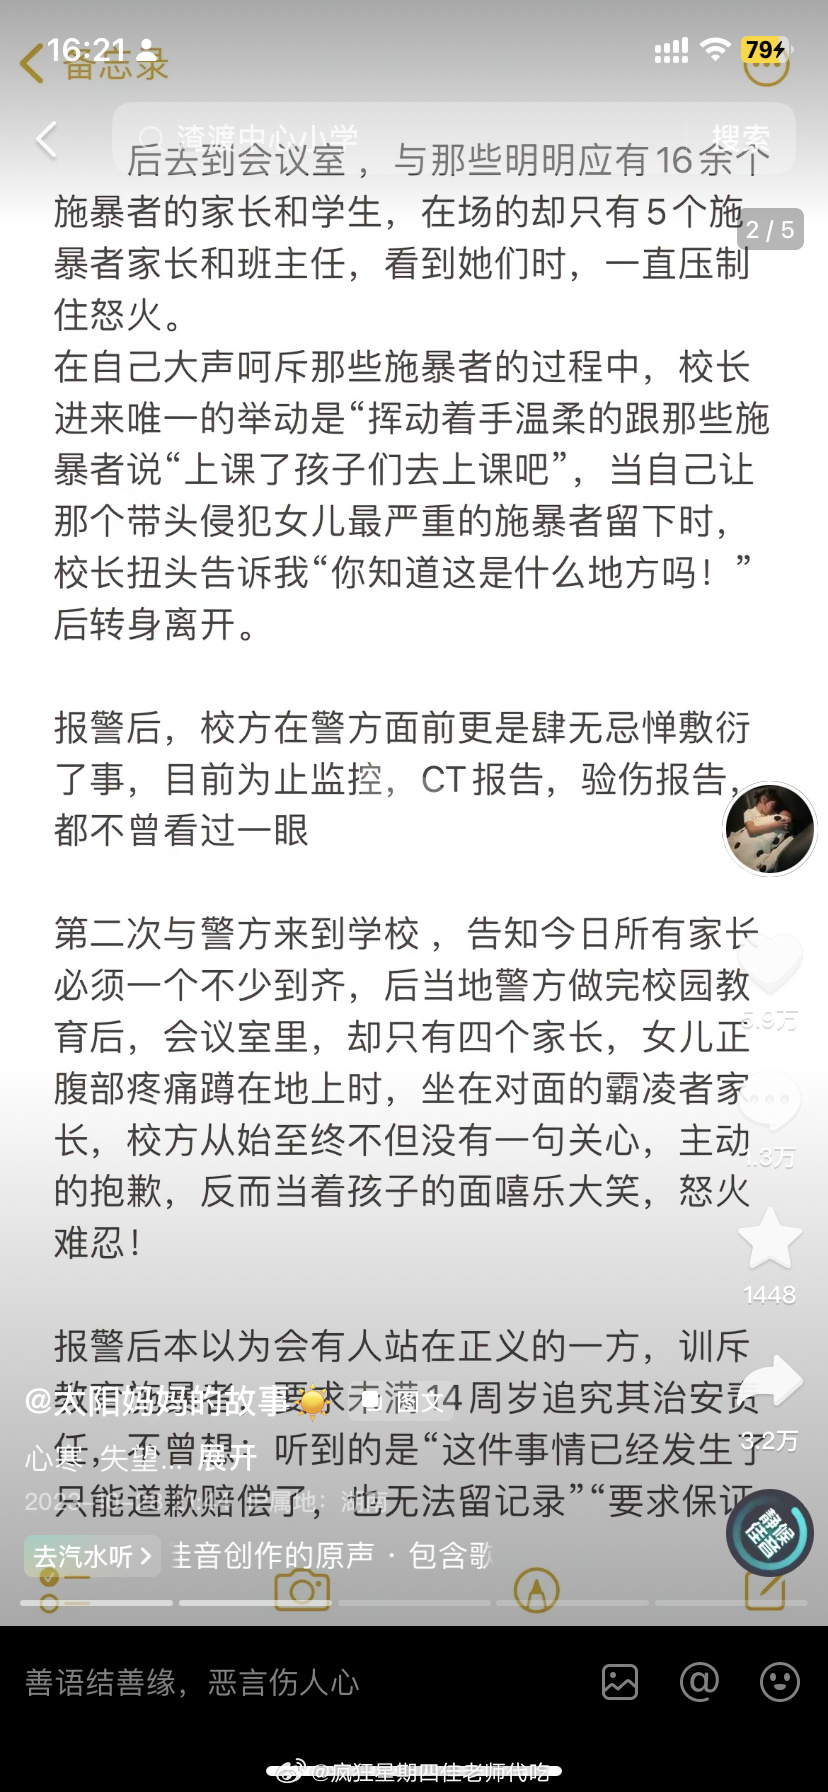 16:21
79
备忘录
渣渡中心小学
搜索
后去到会议室，与那些明明应有16余个
施暴者的家长和学生，在场的却只有5个施
2/5
暴者家长和班主任，看到她们时，一直压制
住怒火。
在自己大声呵斥那些施暴者的过程中，校长
进来唯一的举动是“挥动着手温柔的跟那些施
暴者说“上课了孩子们去上课吧”，当自己让
那个带头侵犯女儿最严重的施暴者留下时，
校长扭头告诉我“你知道这是什么地方吗！”
后转身离开。
报警后，校方在警方面前更是肆无忌惮敷衍
了事，目前为止监控，CT报告，验伤报告，
都不曾看过一眼
第二次与警方来到学校，告知今日所有家长
必须一个不少到齐，后当地警方做完校园教
育后，会议室里，却只有四个家长，女儿正
5.9万
腹部疼痛蹲在地上时，坐在对面的霸凌者家
长，校方从始至终不但没有一句关心，主动
1.3万
的抱歉，反而当着孩子的面嘻乐大笑，怒火
难忍！
1448
报警后本以为会有人站在正义的一方，训斥
要求未满14周岁追究其治安责
@太阳妈妈的故事☀️
图文
3.2万
任，不曾想：听到的是“这件事情已经发生了
心寒 失望... 展开
只能道歉赔偿了，也无法留记录”“要求保证
属地：湖南
静候佳音
去汽水听
佳音创作的原声 · 包含歌
善语结善缘，恶言伤人心
@疯狂星期四佳老师代吃